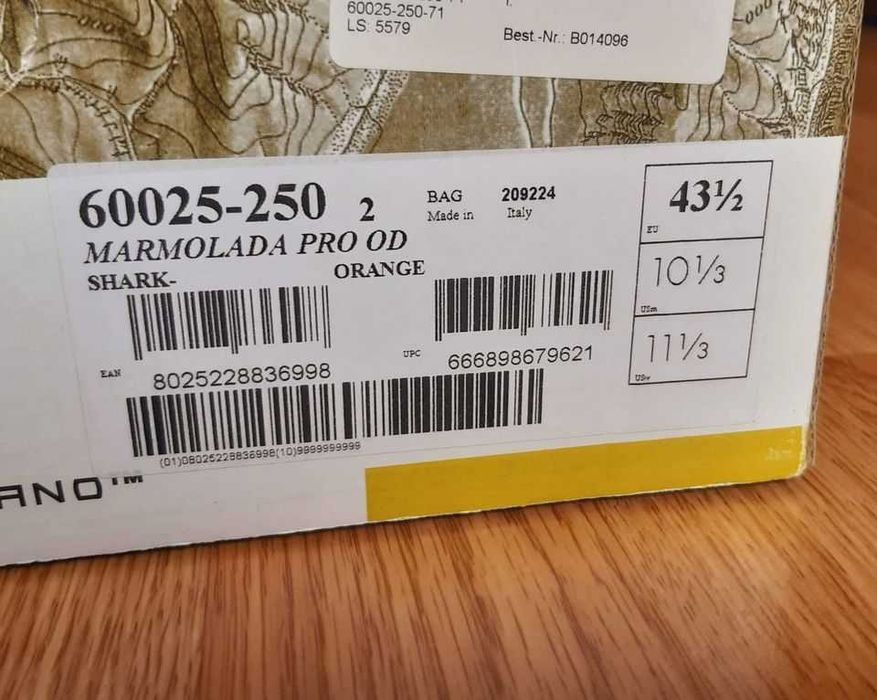 60025-250-71
LS: 5579
Best.-Nr.: B014096
60025-250 2
BAG 209224
Made in Italy
MARMOLADA PRO OD
SHARK- ORANGE
43½
EU
10⅓
USm
11⅓
USw
EAN 8025228836998
UPC 666898679621
(01)08025228836998(10)9999999999
ANO™